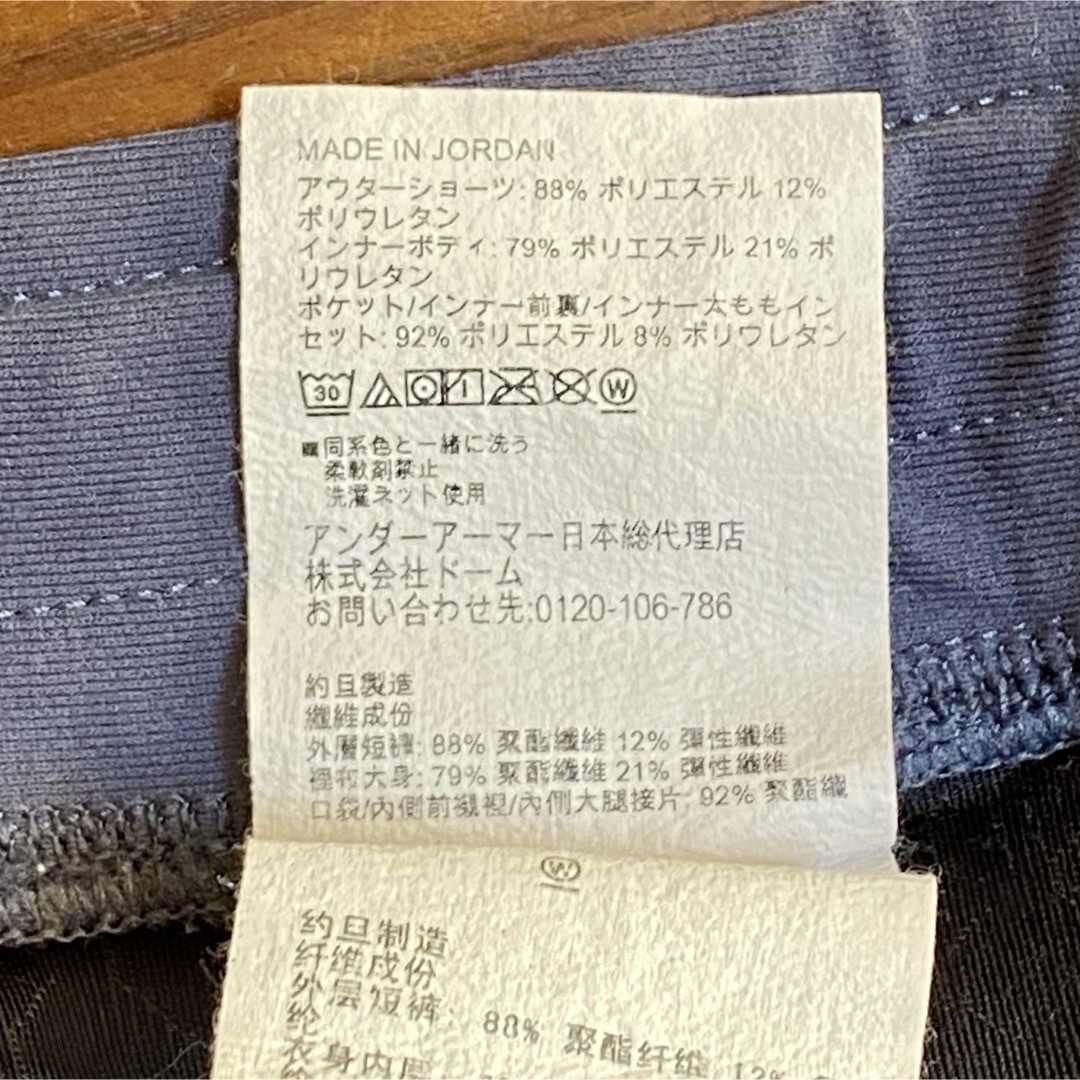 MADE IN JORDAN
アウターショーツ: 88% ポリエステル 12%
ポリウレタン
インナーボディ: 79% ポリエステル 21% ポ
リウレタン
ポケット/インナー前裏/インナー太ももイン
セット: 92% ポリエステル 8% ポリウレタン
30 W
同系色と一緒に洗う
柔軟剤禁止
洗濯ネット使用
アンダーアーマー日本総代理店
株式会社ドーム
お問い合わせ先:0120-106-786
約旦製造
纖維成份
外層短褲: 88% 聚酯纖維 12% 彈性纖維
大身: 79% 聚酯纖維 21% 彈性纖維
口袋/內側前襯裡/內側大腿接片: 92% 聚酯纖
W
约旦制造
纤维成份
外层短裤: 88% 聚酯纤维 12%
纶
衣身内层